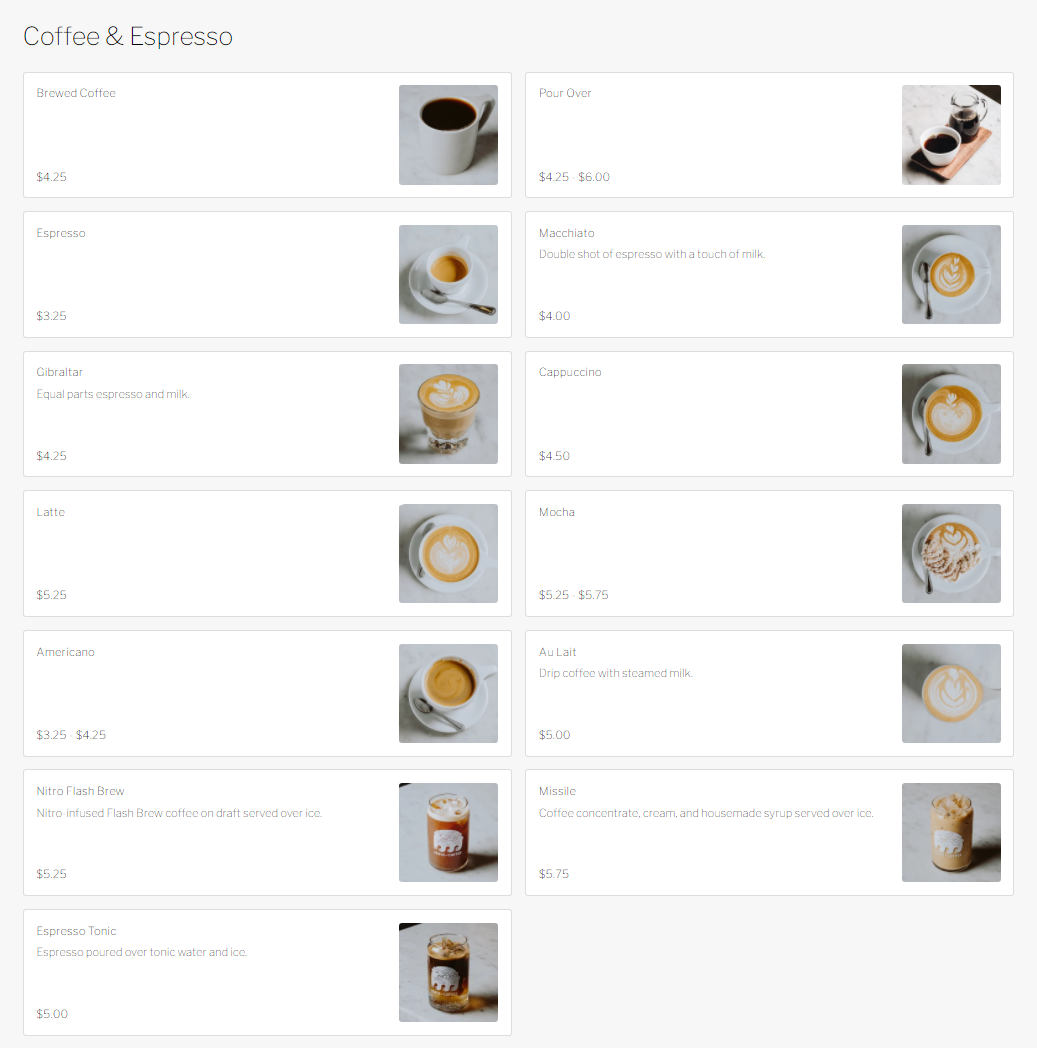 Coffee & Espresso
Brewed Coffee
$4.25
Pour Over
$4.25 - $6.00
Espresso
$3.25
Macchiato
Double shot of espresso with a touch of milk.
$4.00
Gibraltar
Equal parts espresso and milk.
$4.25
Cappuccino
$4.50
Latte
$5.25
Mocha
$5.25 - $5.75
Americano
$3.25 - $4.25
Au Lait
Drip coffee with steamed milk.
$5.00
Nitro Flash Brew
Nitro-infused Flash Brew coffee on draft served over ice.
$5.25
Missile
Coffee concentrate, cream, and housemade syrup served over ice.
$5.75
Espresso Tonic
Espresso poured over tonic water and ice.
$5.00